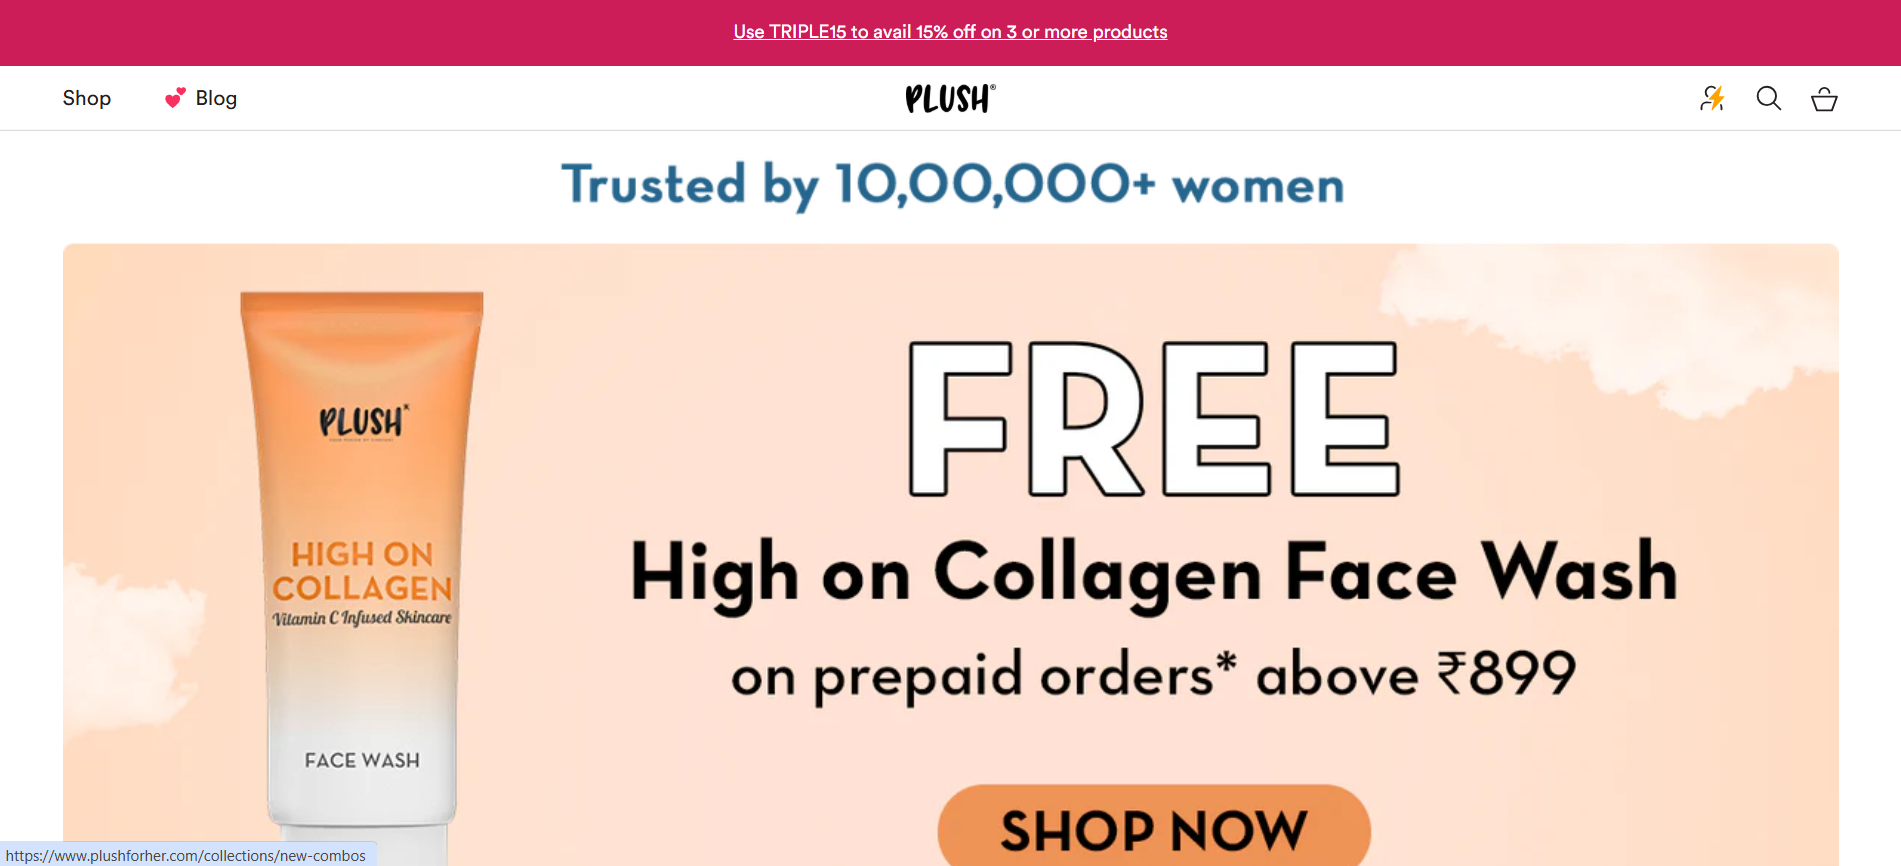 Use TRIPLE15 to avail 15% off on 3 or more products
Shop
💕 Blog
PLUSH®
Trusted by 10,00,000+ women
PLUSH
HIGH ON
COLLAGEN
Vitamin C Infused Skincare
FACE WASH
FREE
High on Collagen Face Wash
on prepaid orders* above ₹899
SHOP NOW
https://www.plushforher.com/collections/new-combos